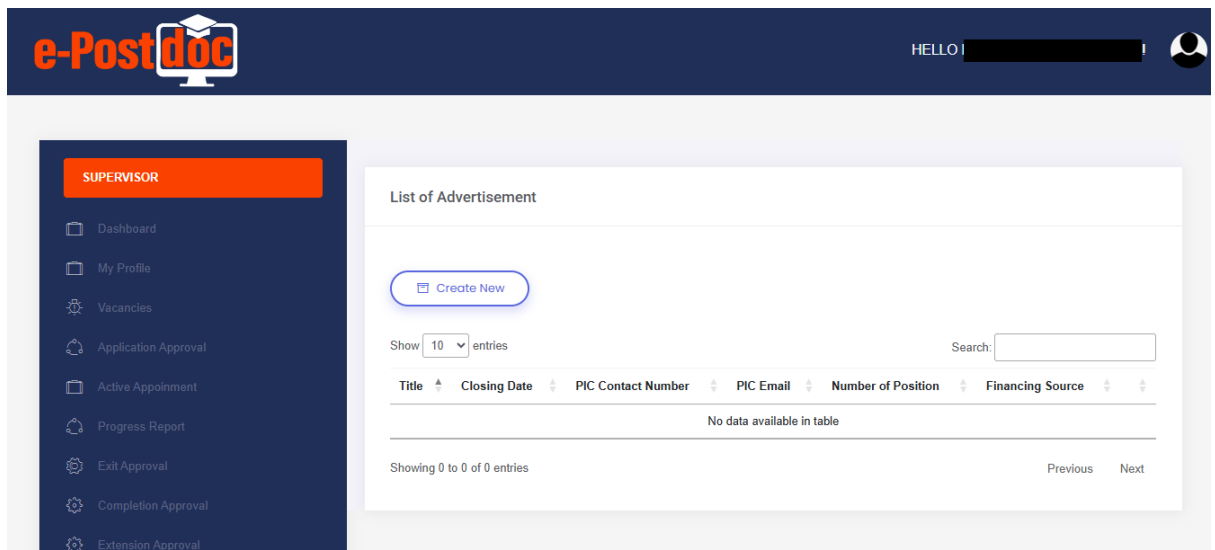 e-Postdoc
HELLO !
SUPERVISOR
Dashboard
My Profile
Vacancies
Application Approval
Active Appoinment
Progress Report
Exit Approval
Completion Approval
Extension Approval
List of Advertisement
Create New
Show 10 entries
Search:
Title Closing Date PIC Contact Number PIC Email Number of Position Financing Source
No data available in table
Showing 0 to 0 of 0 entries
Previous Next